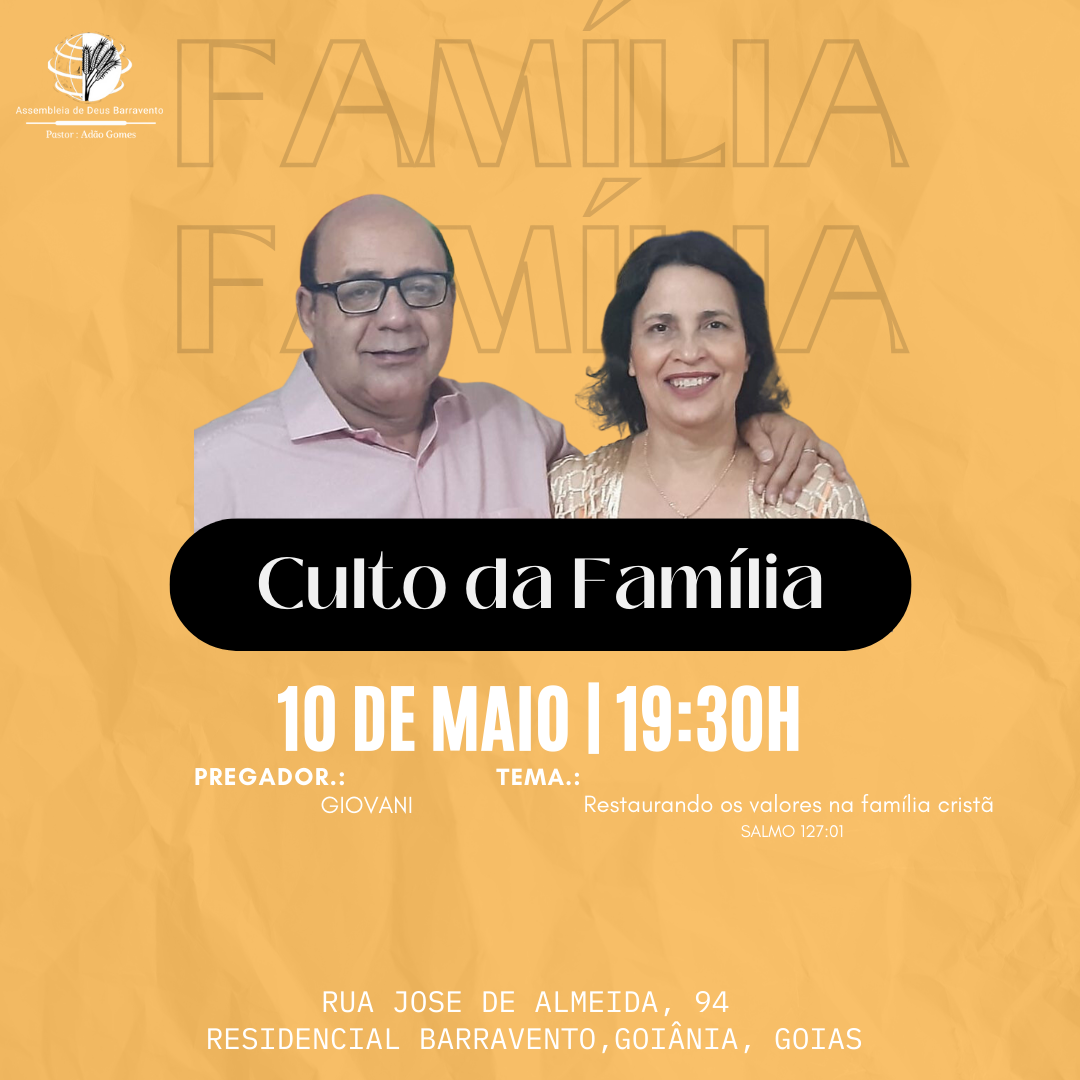 FAMÍLIA
Assembleia de Deus Barravento
Pastor : Adão Gomes
FAMÍLIA
Culto da Família
10 DE MAIO | 19:30H
PREGADOR.:
GIOVANI
TEMA.:
Restaurando os valores na família cristã
SALMO 127:01
RUA JOSE DE ALMEIDA, 94
RESIDENCIAL BARRAVENTO,GOIÂNIA, GOIAS